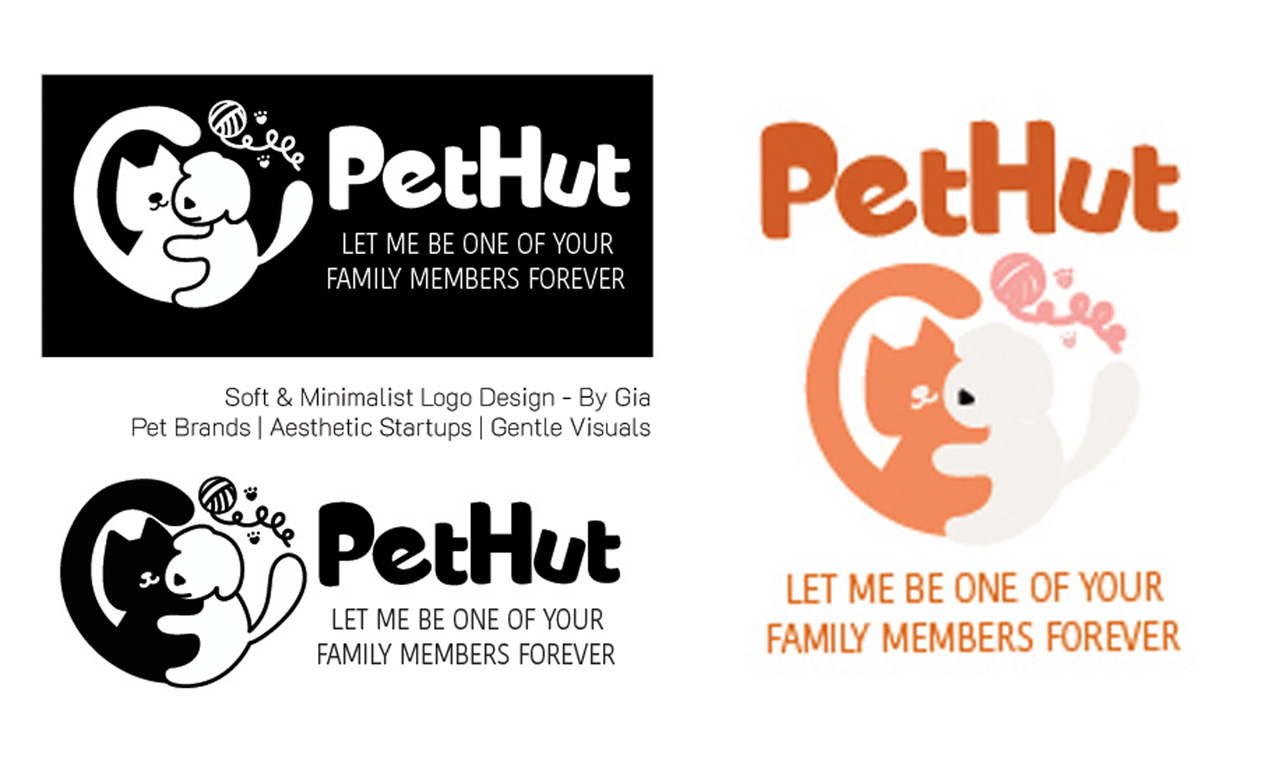 PetHut
LET ME BE ONE OF YOUR
FAMILY MEMBERS FOREVER
Soft & Minimalist Logo Design - By Gia
Pet Brands | Aesthetic Startups | Gentle Visuals
PetHut
LET ME BE ONE OF YOUR
FAMILY MEMBERS FOREVER
PetHut
LET ME BE ONE OF YOUR
FAMILY MEMBERS FOREVER